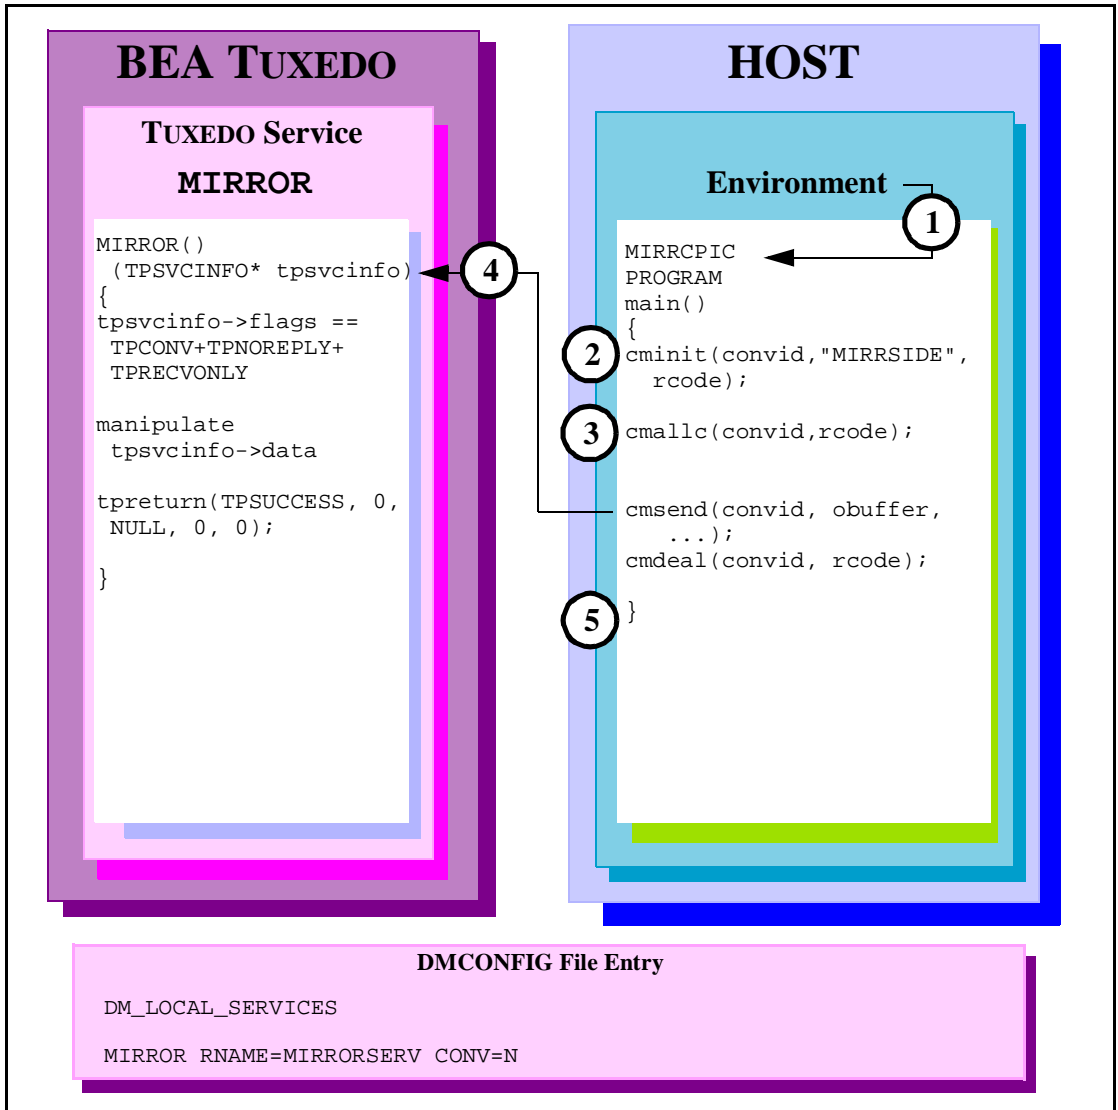 BEA TUXEDO
TUXEDO Service
MIRROR
MIRROR()
(TPSVCINFO* tpsvcinfo)
{
tpsvcinfo->flags ==
TPCONV+TPNOREPLY+
TPRECVONLY
manipulate
tpsvcinfo->data
tpreturn(TPSUCCESS, 0,
NULL, 0, 0);
}
4
HOST
Environment
1
MIRRCPIC
PROGRAM
main()
{
2
cminit(convid,"MIRRSIDE",
rcode);
3
cmallc(convid,rcode);
cmsend(convid, obuffer,
...);
cmdeal(convid, rcode);
5
}
DMCONFIG File Entry
DM_LOCAL_SERVICES
MIRROR RNAME=MIRRORSERV CONV=N